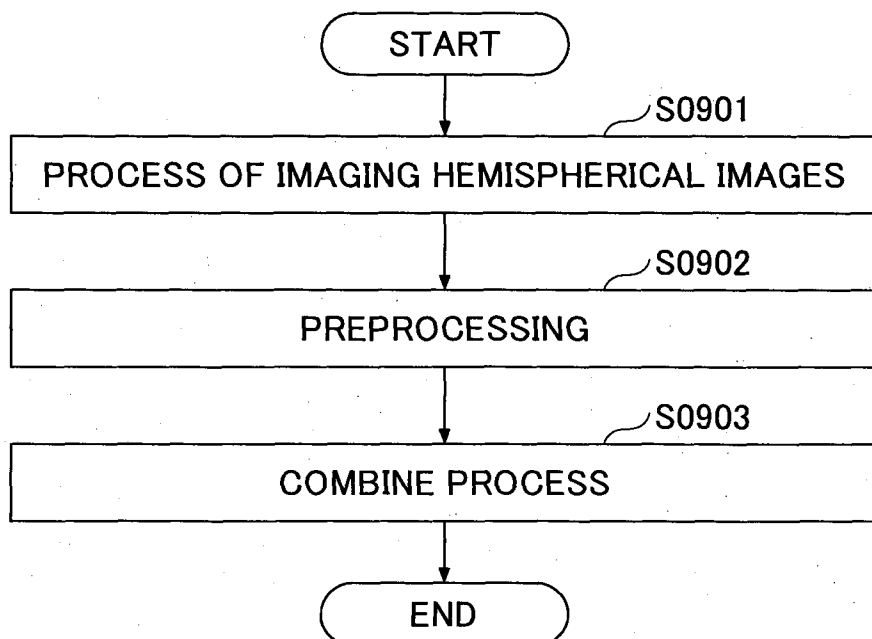 START
S0901
PROCESS OF IMAGING HEMISPHERICAL IMAGES
S0902
PREPROCESSING
S0903
COMBINE PROCESS
END